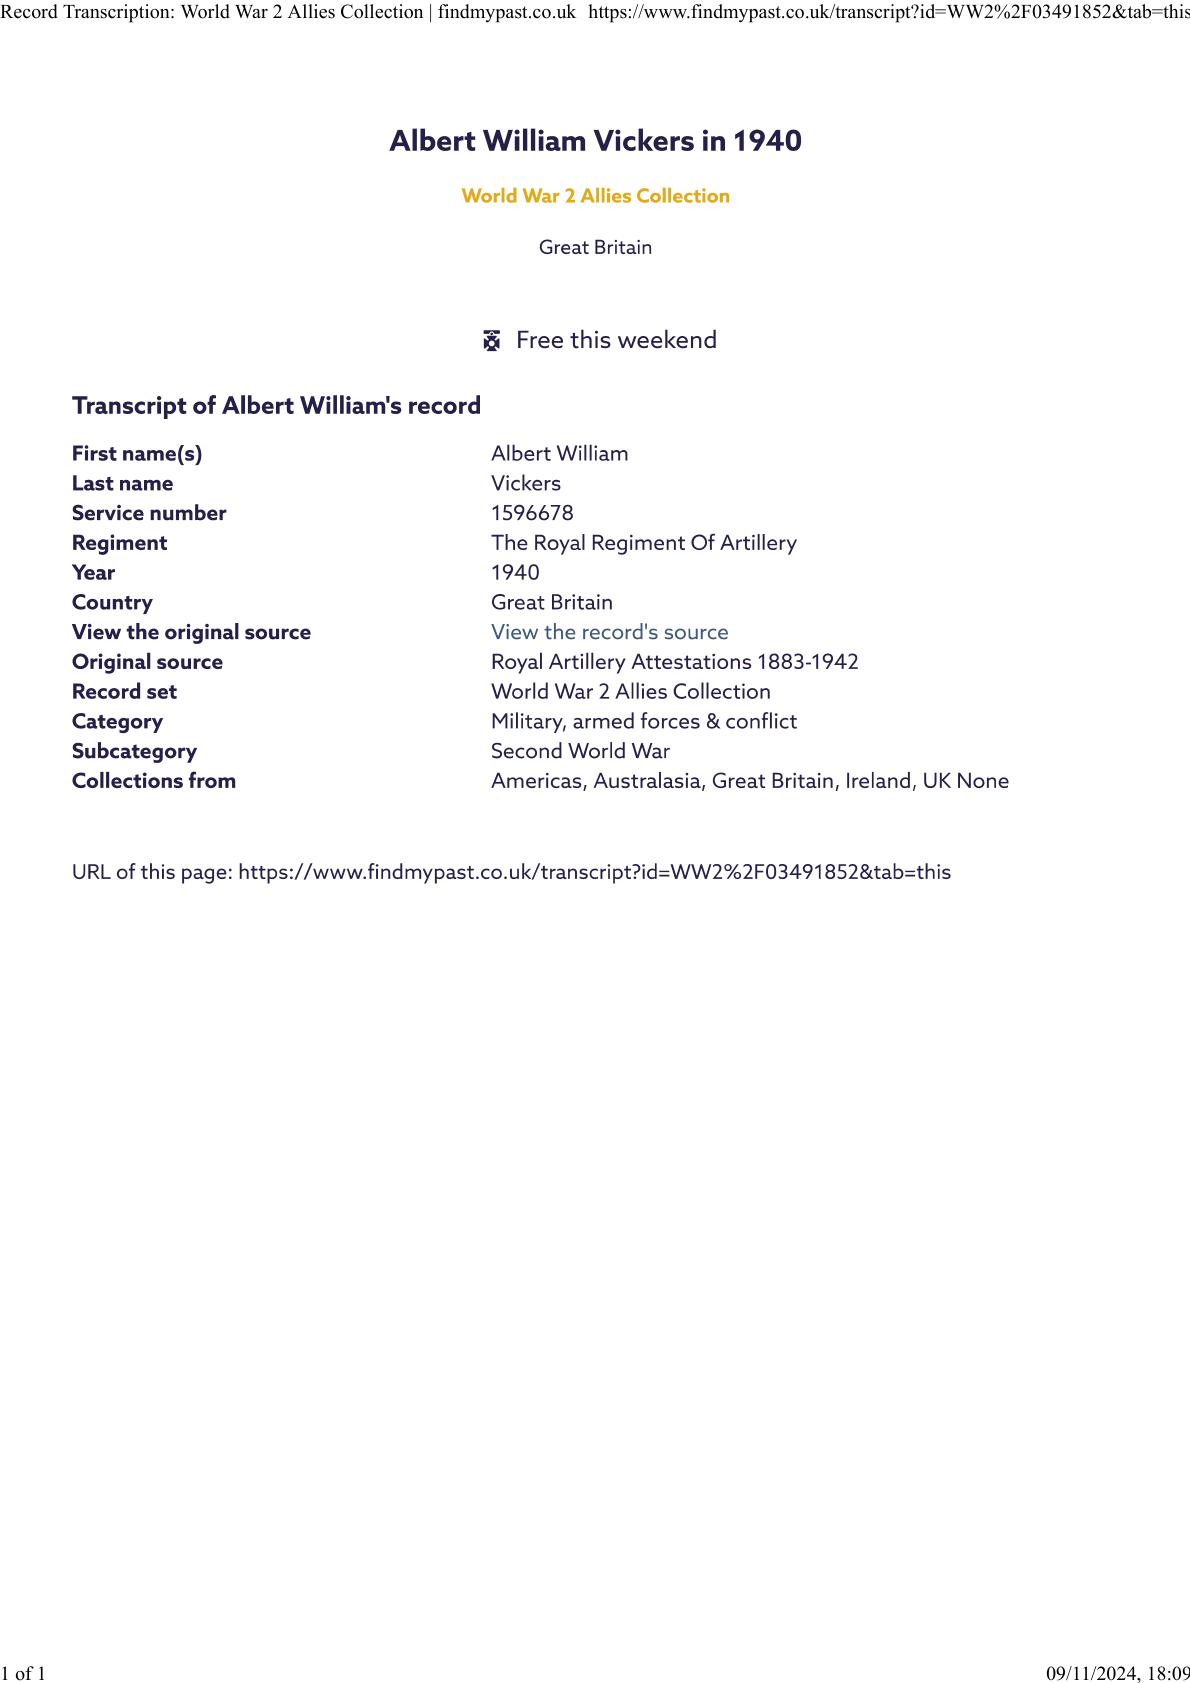 Record Transcription: World War 2 Allies Collection | findmypast.co.uk https://www.findmypast.co.uk/transcript?id=WW2%2F03491852&tab=this
Albert William Vickers in 1940
World War 2 Allies Collection
Great Britain
Free this weekend
Transcript of Albert William's record
First name(s) Albert William
Last name Vickers
Service number 1596678
Regiment The Royal Regiment Of Artillery
Year 1940
Country Great Britain
View the original source View the record's source
Original source Royal Artillery Attestations 1883-1942
Record set World War 2 Allies Collection
Category Military, armed forces & conflict
Subcategory Second World War
Collections from Americas, Australasia, Great Britain, Ireland, UK None
URL of this page: https://www.findmypast.co.uk/transcript?id=WW2%2F03491852&tab=this
1 of 1 09/11/2024, 18:09